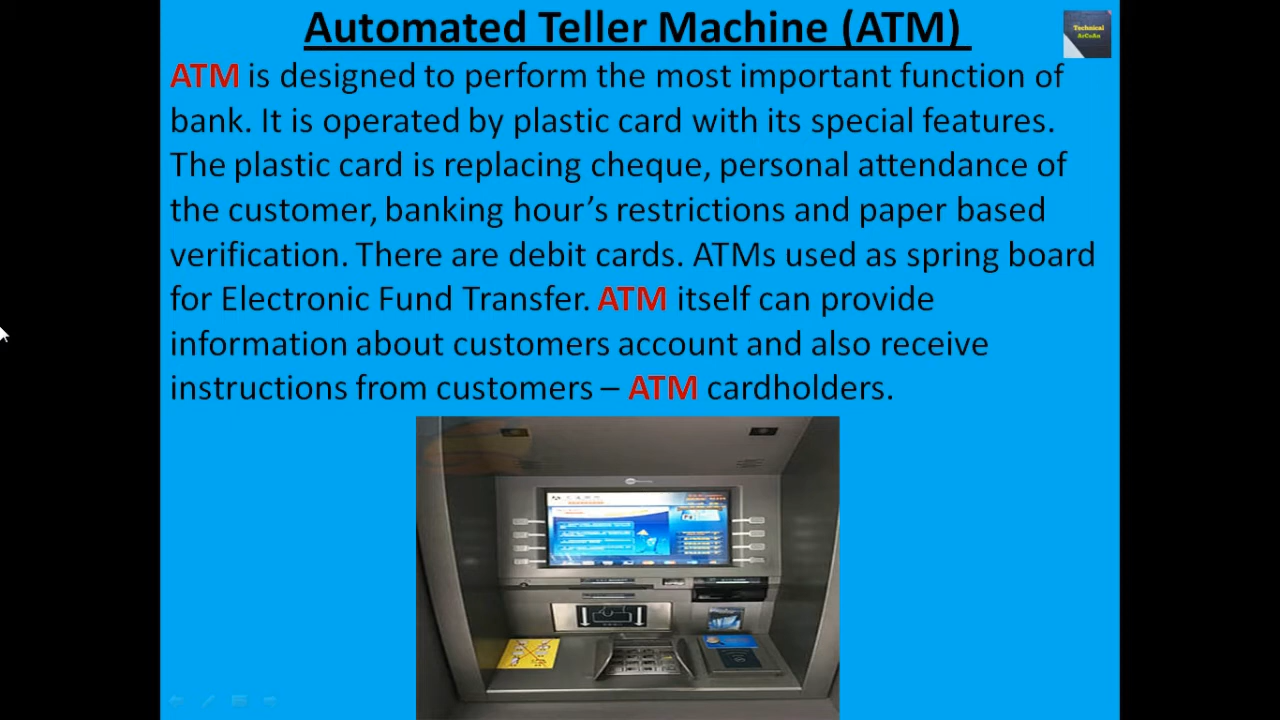 Automated Teller Machine (ATM)
Technical
ArCoAn
ATM is designed to perform the most important function of
bank. It is operated by plastic card with its special features.
The plastic card is replacing cheque, personal attendance of
the customer, banking hour’s restrictions and paper based
verification. There are debit cards. ATMs used as spring board
for Electronic Fund Transfer. ATM itself can provide
information about customers account and also receive
instructions from customers – ATM cardholders.